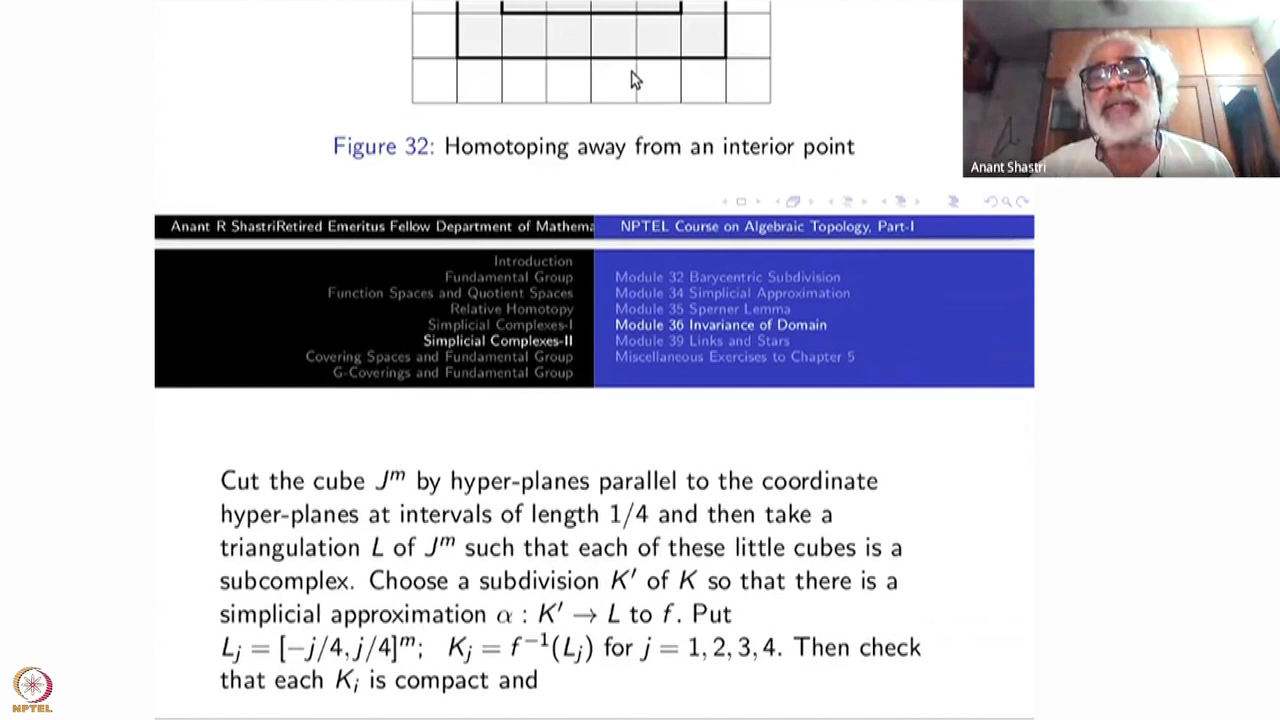 Anant Shastri
Figure 32: Homotoping away from an interior point
Anant R ShastriRetired Emeritus Fellow Department of Mathema
NPTEL Course on Algebraic Topology, Part-I
Introduction
Fundamental Group
Function Spaces and Quotient Spaces
Relative Homotopy
Simplicial Complexes-I
Simplicial Complexes-II
Covering Spaces and Fundamental Group
G-Coverings and Fundamental Group
Module 32 Barycentric Subdivision
Module 34 Simplicial Approximation
Module 35 Sperner Lemma
Module 36 Invariance of Domain
Module 39 Links and Stars
Miscellaneous Exercises to Chapter 5
Cut the cube J^m by hyper-planes parallel to the coordinate
hyper-planes at intervals of length 1/4 and then take a
triangulation L of J^m such that each of these little cubes is a
subcomplex. Choose a subdivision K′ of K so that there is a
simplicial approximation α : K′ → L to f. Put
L_j = [−j/4, j/4]^m; K_j = f^{−1}(L_j) for j = 1, 2, 3, 4. Then check
that each K_i is compact and
NPTEL